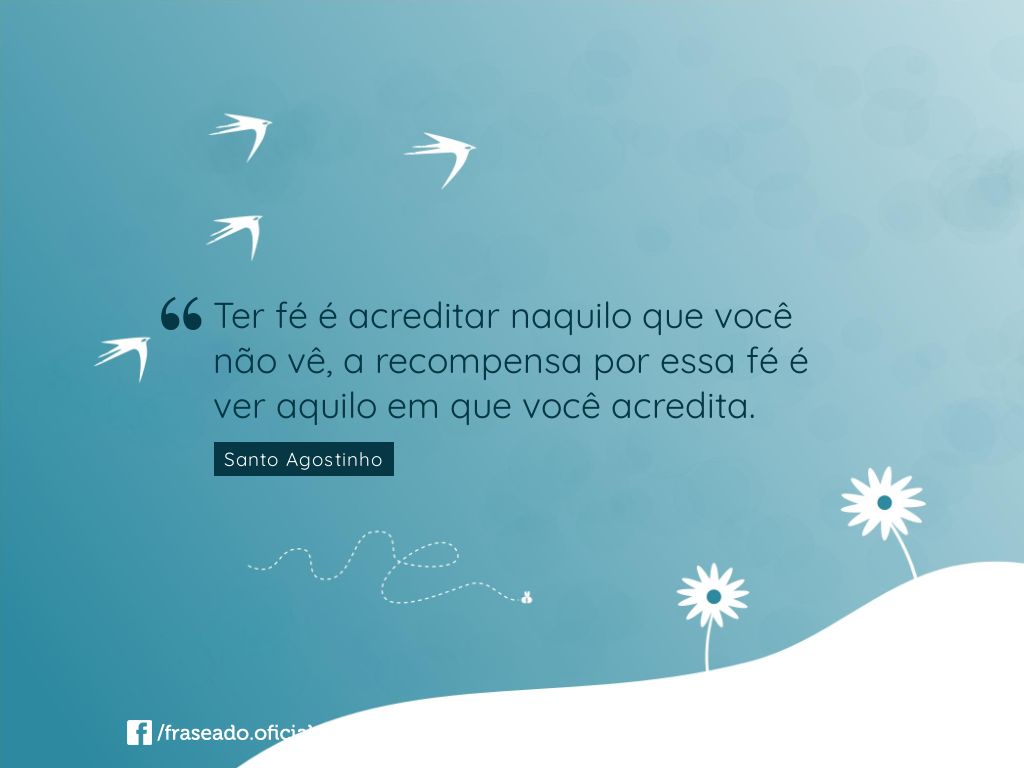 “ Ter fé é acreditar naquilo que você
não vê, a recompensa por essa fé é
ver aquilo em que você acredita.
Santo Agostinho
/fraseado.oficial